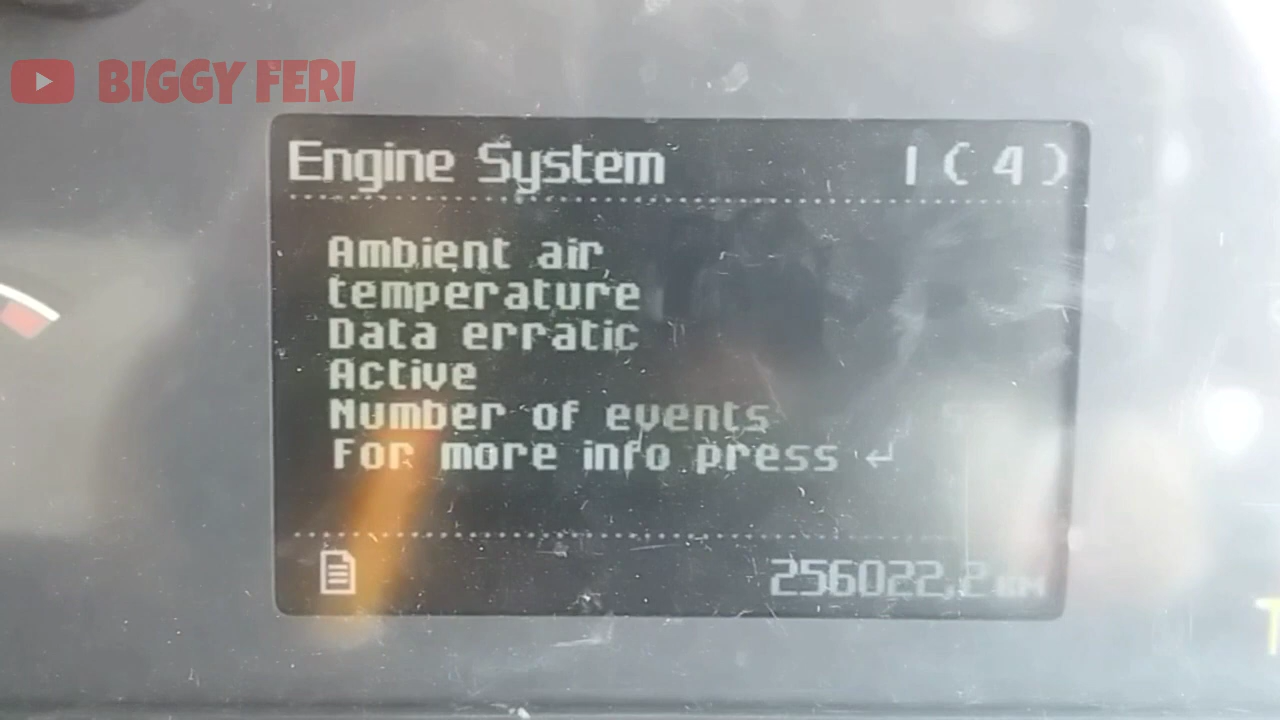 BIGGY FERI
Engine System 1 ( 4 )
Ambient air
temperature
Data erratic
Active
Number of events
For more info press ↵
256022,2 KM